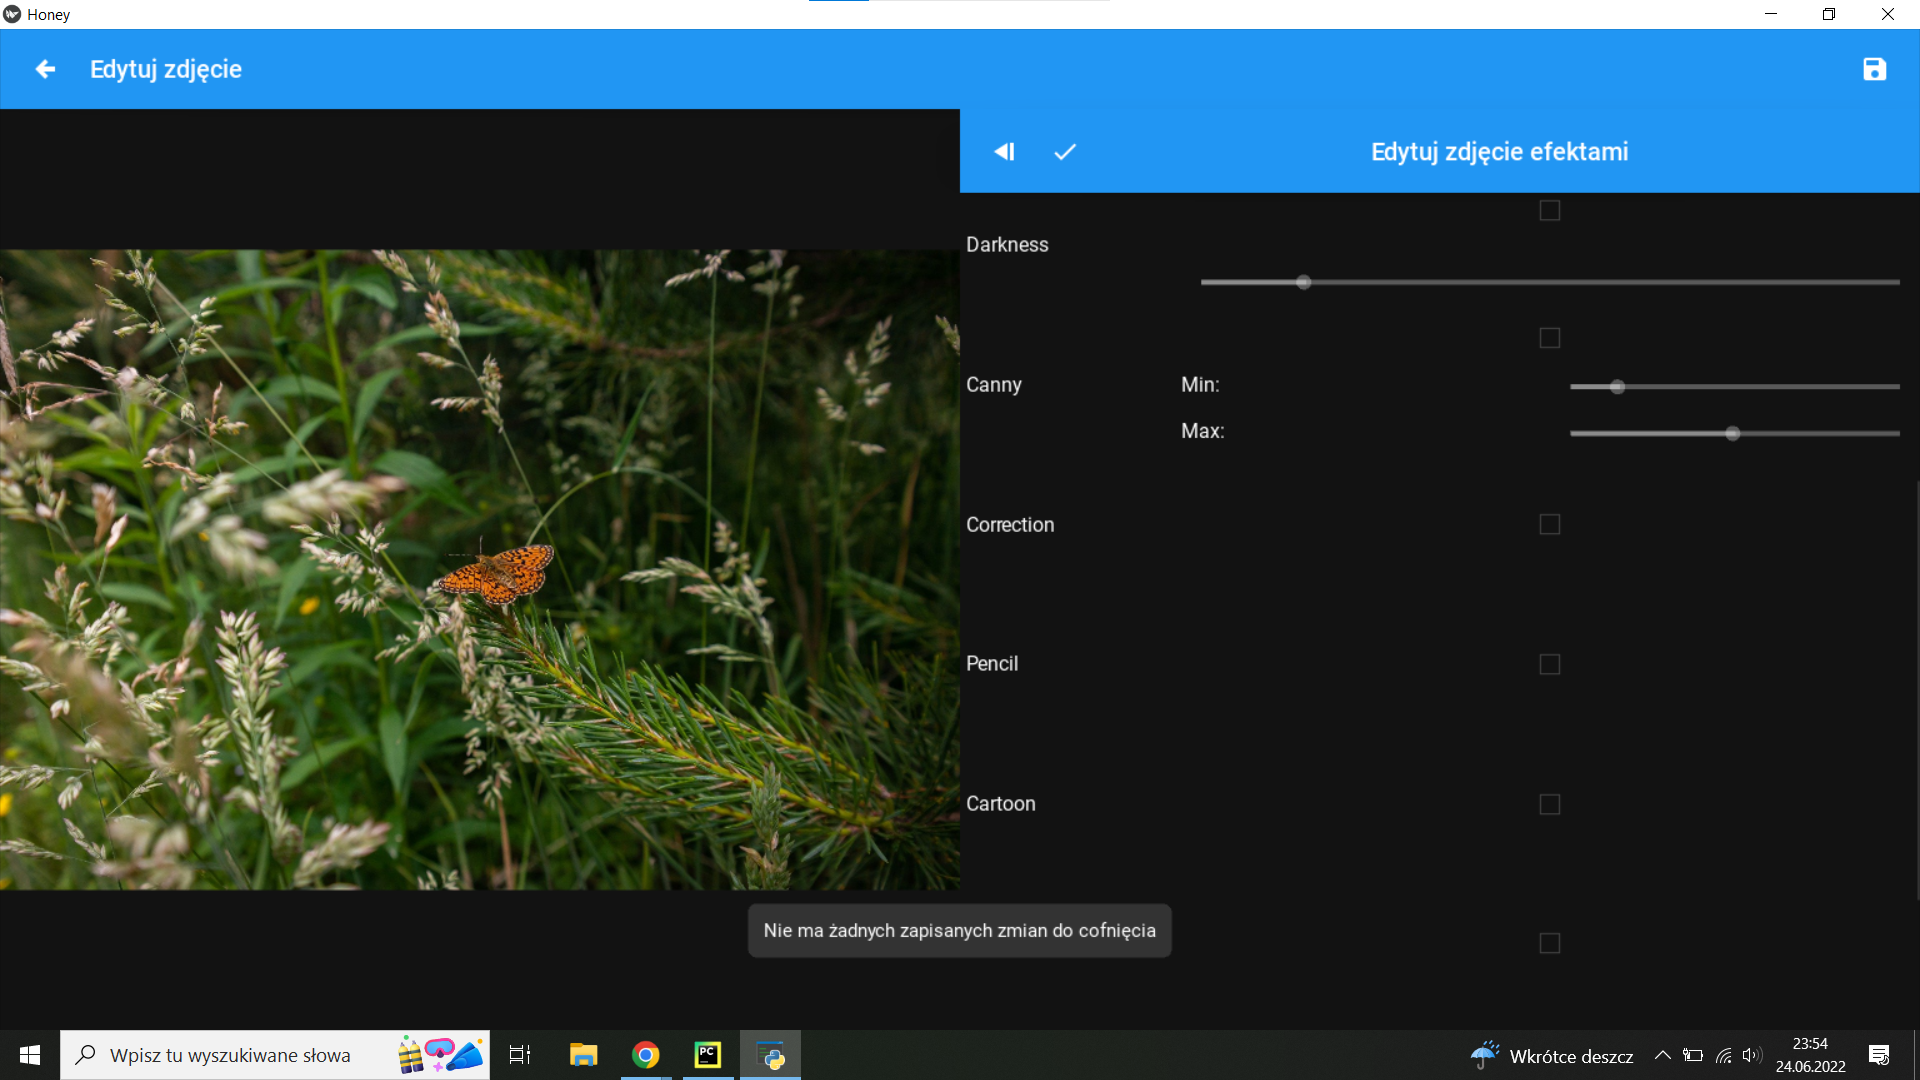 Honey
Edytuj zdjęcie
Edytuj zdjęcie efektami
Darkness
Canny
Min:
Max:
Correction
Pencil
Cartoon
Nie ma żadnych zapisanych zmian do cofnięcia
Wpisz tu wyszukiwane słowa
PC
Wkrótce deszcz
23:54
24.06.2022